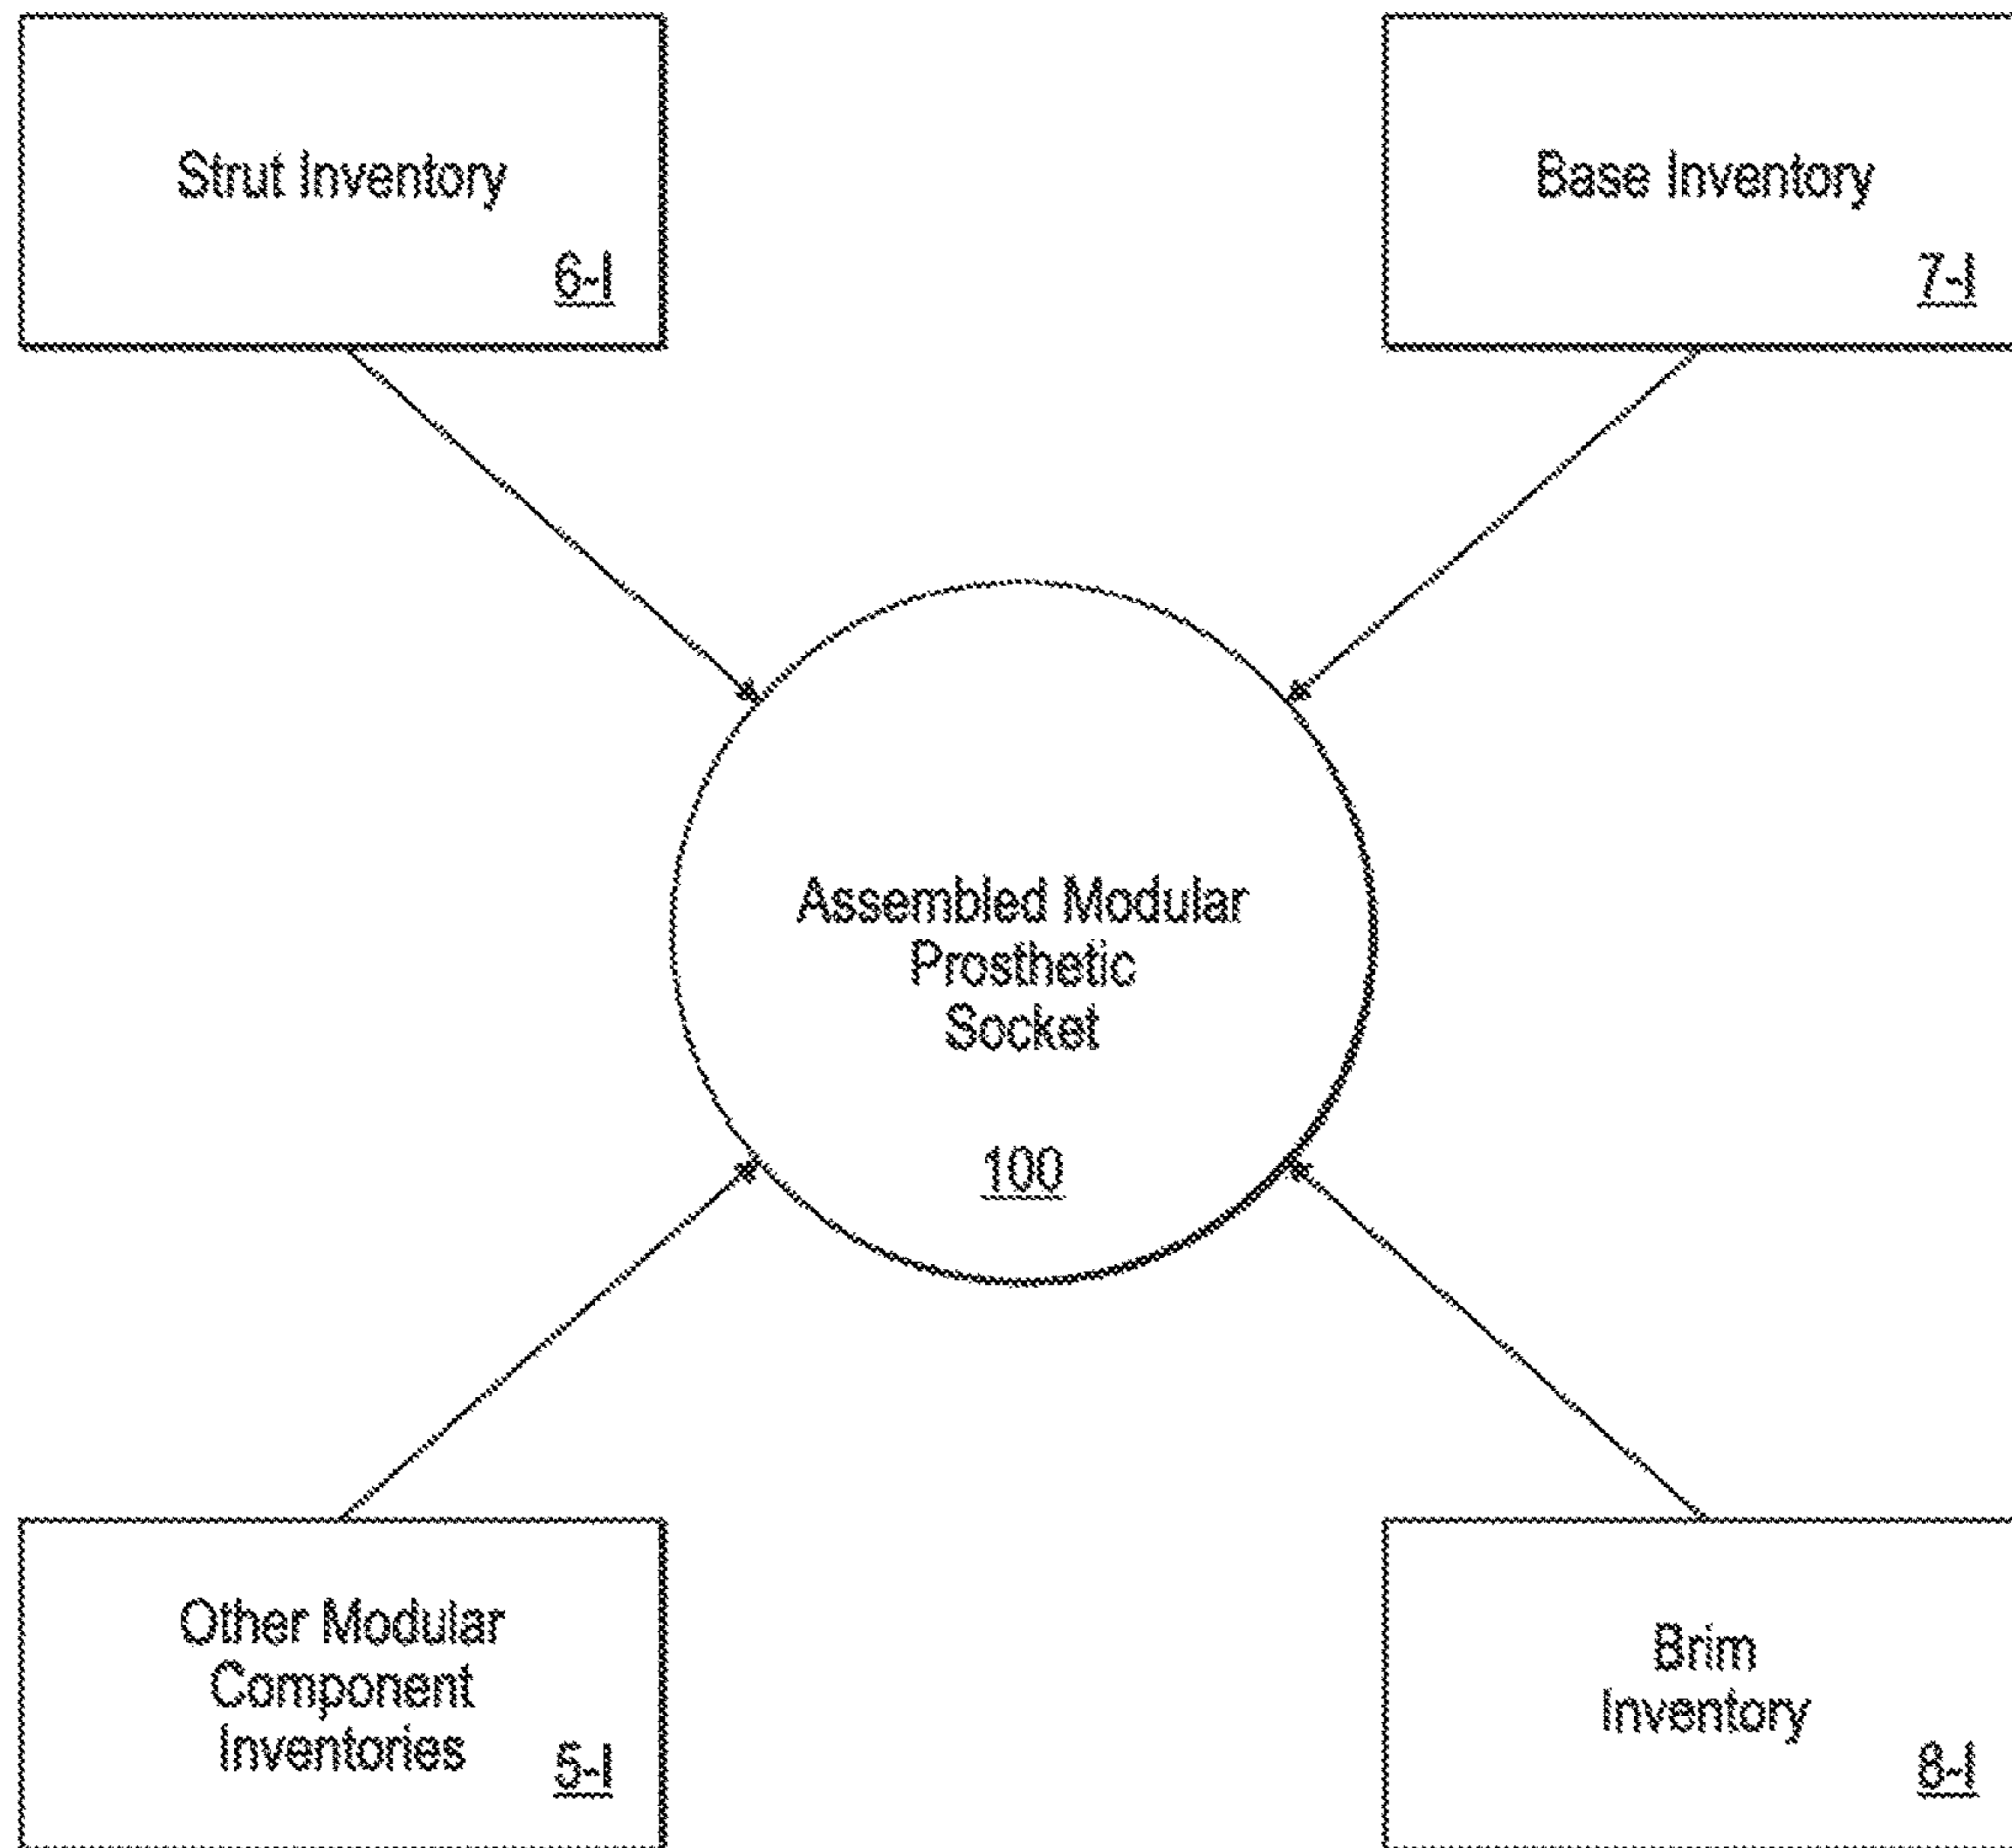 Strut Inventory
6-I
Base Inventory
7-I
Assembled Modular
Prosthetic
Socket
100
Other Modular
Component
Inventories
5-I
Brim
Inventory
8-I